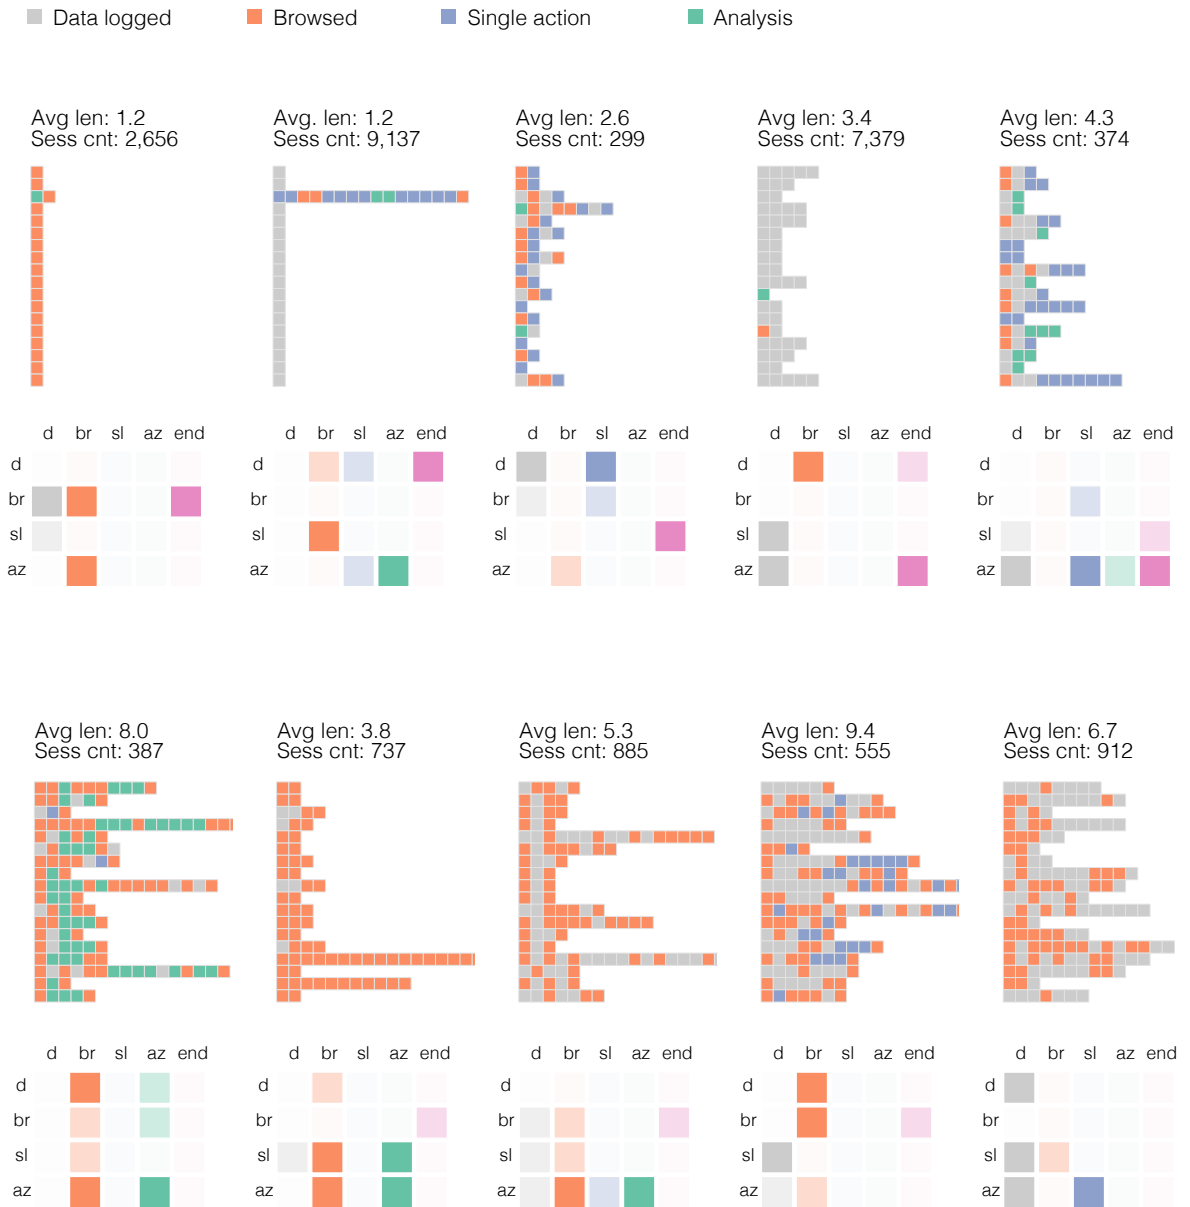 Data logged Browsed Single action Analysis
Avg len: 1.2 Avg. len: 1.2 Avg len: 2.6 Avg len: 3.4 Avg len: 4.3
Sess cnt: 2,656 Sess cnt: 9,137 Sess cnt: 299 Sess cnt: 7,379 Sess cnt: 374
d br sl az end d br sl az end d br sl az end d br sl az end d br sl az end
d d d d d
br br br br br
sl sl sl sl sl
az az az az az
Avg len: 8.0 Avg len: 3.8 Avg len: 5.3 Avg len: 9.4 Avg len: 6.7
Sess cnt: 387 Sess cnt: 737 Sess cnt: 885 Sess cnt: 555 Sess cnt: 912
d br sl az end d br sl az end d br sl az end d br sl az end d br sl az end
d d d d d
br br br br br
sl sl sl sl sl
az az az az az